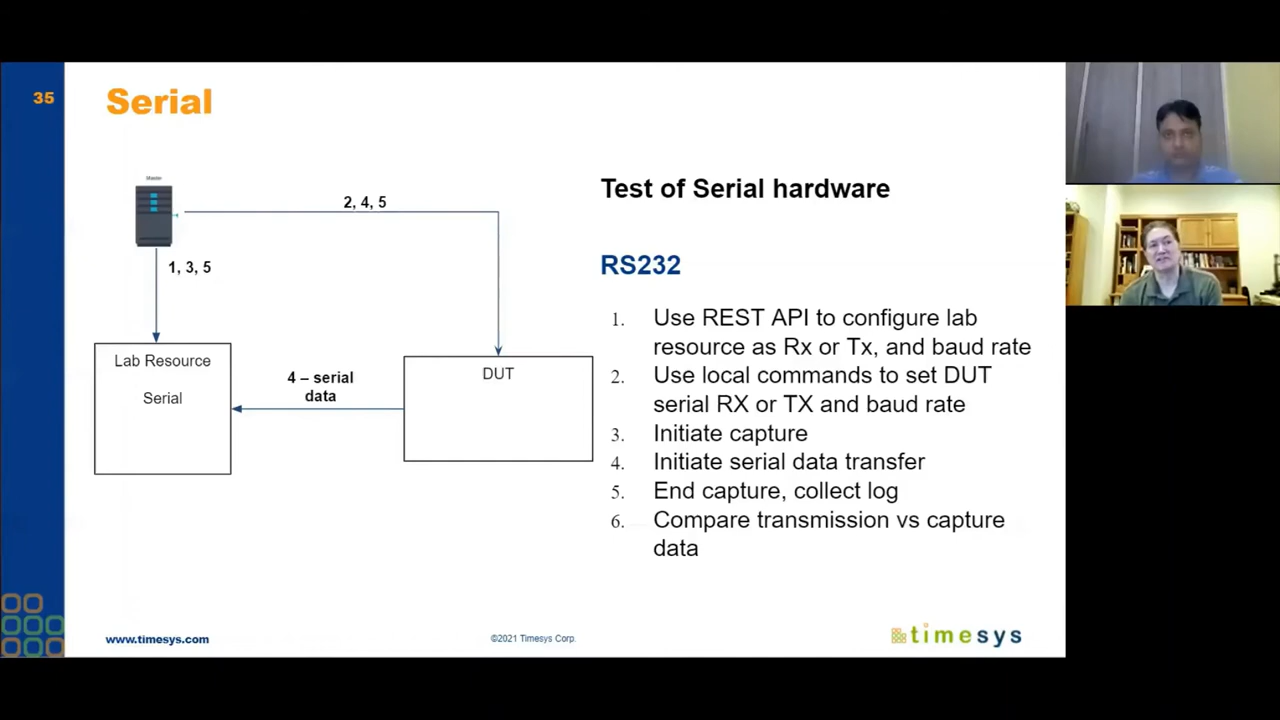 35
Serial
Master
2, 4, 5
1, 3, 5
Lab Resource
Serial
4 – serial
data
DUT
Test of Serial hardware
RS232
1. Use REST API to configure lab
resource as Rx or Tx, and baud rate
2. Use local commands to set DUT
serial RX or TX and baud rate
3. Initiate capture
4. Initiate serial data transfer
5. End capture, collect log
6. Compare transmission vs capture
data
www.timesys.com
©2021 Timesys Corp.
timesys